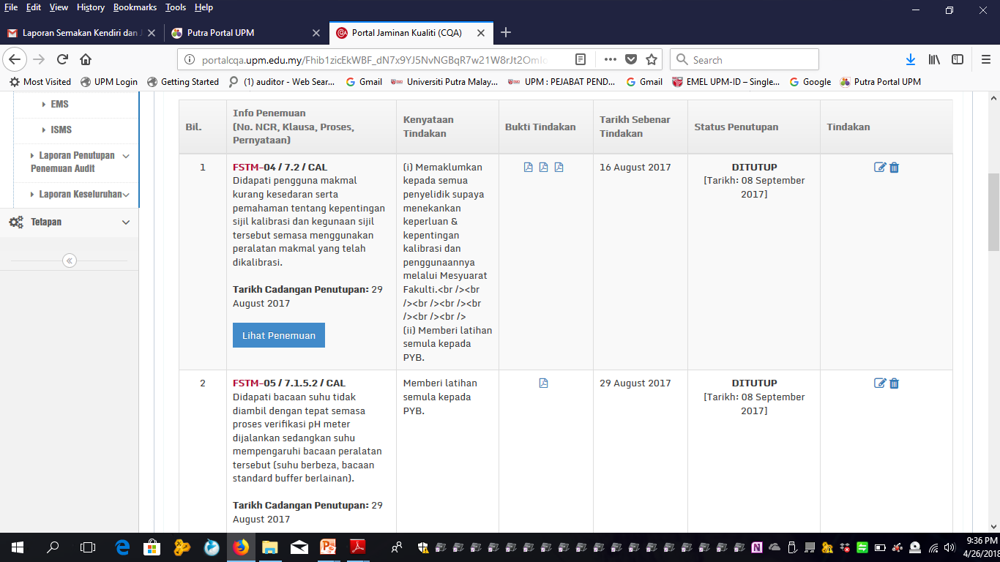 File Edit View History Bookmarks Tools Help
Laporan Semakan Kendiri dan
Putra Portal UPM
Portal Jaminan Kualiti (CQA)
portalcqa.upm.edu.my/
Search
Most Visited
UPM Login
Getting Started
(1) auditor - Web Sear...
Gmail
Universiti Putra Malay...
UPM : PEJABAT PEND...
Gmail
EMEL UPM-ID – Single...
Google
Putra Portal UPM
EMS
ISMS
Laporan Penutupan
Penemuan Audit
Laporan Keseluruhan
Tetapan
Bil.
Info Penemuan
(No. NCR, Klausa, Proses,
Pernyataan)
Kenyataan
Tindakan
Bukti Tindakan
Tarikh Sebenar
Tindakan
Status Penutupan
Tindakan
1
FSTM-04 / 7.2 / CAL
Didapati pengguna makmal
kurang kesedaran serta
pemahaman tentang kepentingan
sijil kalibrasi dan kegunaan sijil
tersebut semasa menggunakan
peralatan makmal yang telah
dikalibrasi.
Tarikh Cadangan Penutupan: 29
August 2017
Lihat Penemuan
(i) Memaklumkan
kepada semua
penyelidik supaya
menekankan
keperluan &
kepentingan
kalibrasi dan
penggunaannya
melalui Mesyuarat
Fakulti.<br /><br
/><br /><br /><br
/><br /><br />
(ii) Memberi latihan
semula kepada
PYB.
16 August 2017
DITUTUP
[Tarikh: 08 September
2017]
2
FSTM-05 / 7.1.5.2 / CAL
Didapati bacaan suhu tidak
diambil dengan tepat semasa
proses verifikasi pH meter
dijalankan sedangkan suhu
mempengaruhi bacaan peralatan
tersebut (suhu berbeza, bacaan
standard buffer berlainan).
Tarikh Cadangan Penutupan: 29
August 2017
Memberi latihan
semula kepada
PYB.
29 August 2017
DITUTUP
[Tarikh: 08 September
2017]
9:36 PM
4/26/2018